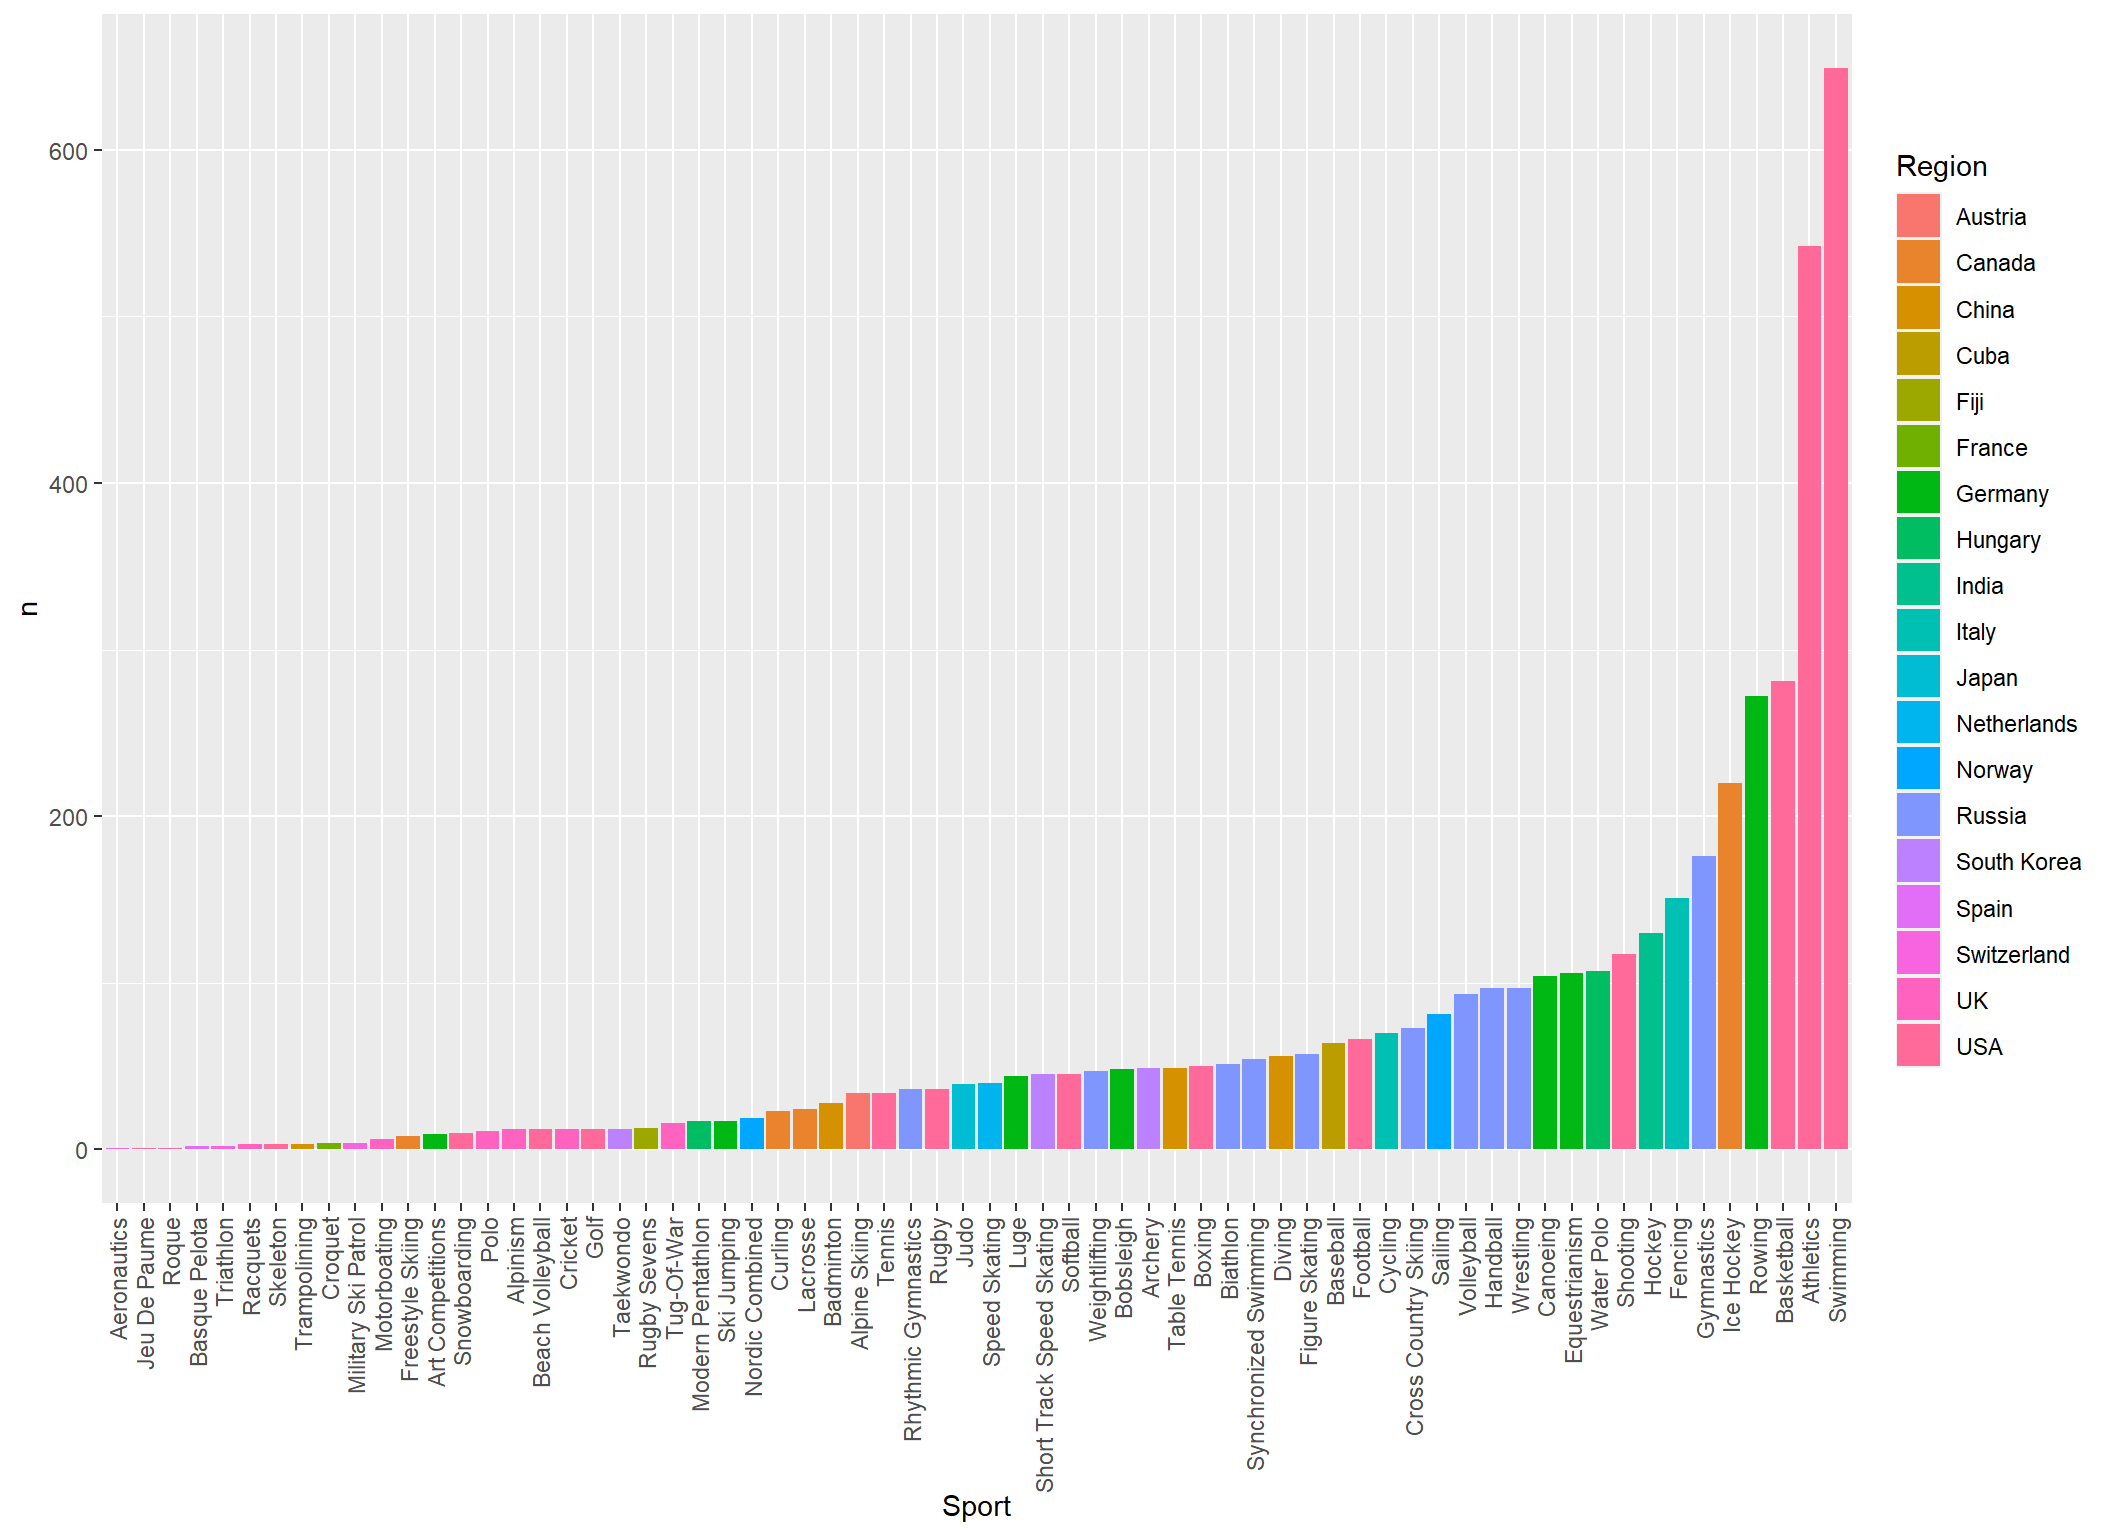 600
400
200
0
n
Aeronautics
Jeu De Paume
Roque
Basque Pelota
Triathlon
Racquets
Skeleton
Trampolining
Croquet
Military Ski Patrol
Motorboating
Freestyle Skiing
Art Competitions
Snowboarding
Polo
Alpinism
Beach Volleyball
Cricket
Golf
Taekwondo
Rugby Sevens
Tug-Of-War
Modern Pentathlon
Ski Jumping
Nordic Combined
Curling
Lacrosse
Badminton
Alpine Skiing
Tennis
Rhythmic Gymnastics
Rugby
Judo
Speed Skating
Luge
Short Track Speed Skating
Softball
Weightlifting
Bobsleigh
Archery
Table Tennis
Boxing
Biathlon
Synchronized Swimming
Diving
Figure Skating
Baseball
Football
Cycling
Cross Country Skiing
Sailing
Volleyball
Handball
Wrestling
Canoeing
Equestrianism
Water Polo
Shooting
Hockey
Fencing
Gymnastics
Ice Hockey
Rowing
Basketball
Athletics
Swimming
Sport
Region
Austria
Canada
China
Cuba
Fiji
France
Germany
Hungary
India
Italy
Japan
Netherlands
Norway
Russia
South Korea
Spain
Switzerland
UK
USA